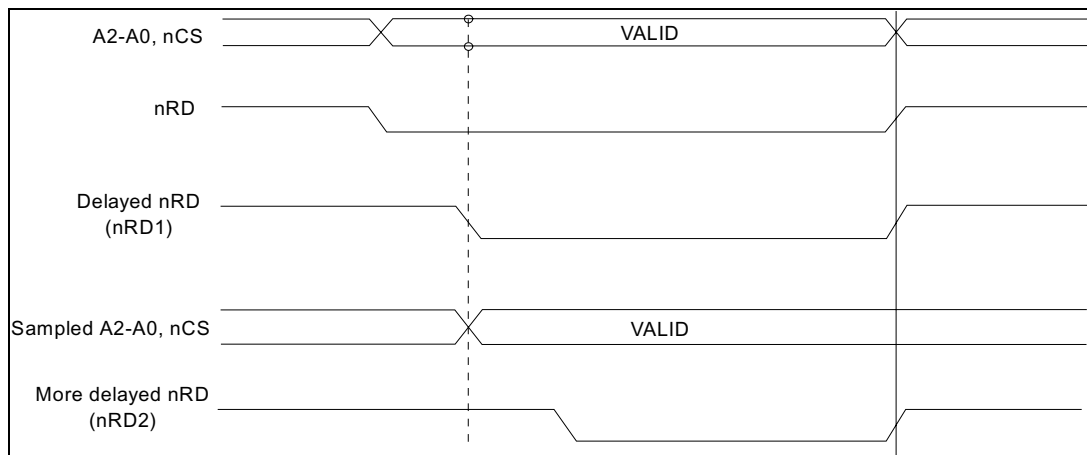 A2-A0, nCS
VALID
nRD
Delayed nRD
(nRD1)
Sampled A2-A0, nCS
VALID
More delayed nRD
(nRD2)